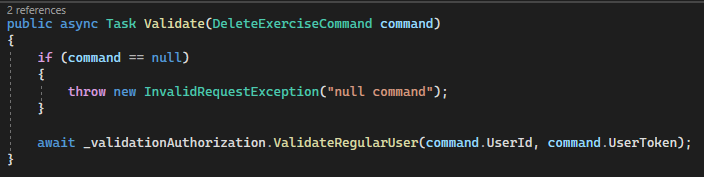 2 references
public async Task Validate(DeleteExerciseCommand command)
{
if (command == null)
{
throw new InvalidRequestException("null command");
}
await _validationAuthorization.ValidateRegularUser(command.UserId, command.UserToken);
}